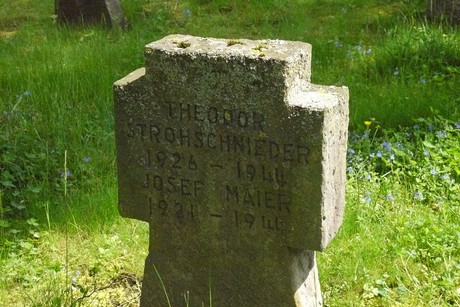 THEODOR
STROHSCHNIEDER
1926 - 1944
JOSEF MAIER
1921 - 1944